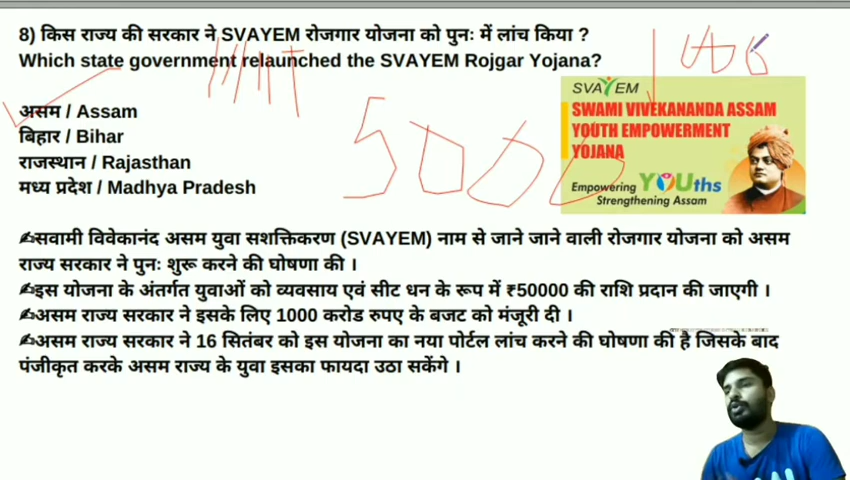 8) किस राज्य की सरकार ने SVAYEM रोजगार योजना को पुनः में लांच किया ?
Which state government relaunched the SVAYEM Rojgar Yojana?
असम / Assam
बिहार / Bihar
राजस्थान / Rajasthan
मध्य प्रदेश / Madhya Pradesh
SVAYEM
SWAMI VIVEKANANDA ASSAM
YOUTH EMPOWERMENT
YOJANA
Empowering YOUths
Strengthening Assam
5000
✍स्वामी विवेकानंद असम युवा सशक्तिकरण (SVAYEM) नाम से जाने जाने वाली रोजगार योजना को असम
राज्य सरकार ने पुनः शुरू करने की घोषणा की ।
✍इस योजना के अंतर्गत युवाओं को व्यवसाय एवं सीट धन के रूप में ₹50000 की राशि प्रदान की जाएगी ।
✍असम राज्य सरकार ने इसके लिए 1000 करोड रुपए के बजट को मंजूरी दी ।
✍असम राज्य सरकार ने 16 सितंबर को इस योजना का नया पोर्टल लांच करने की घोषणा की है जिसके बाद
पंजीकृत करके असम राज्य के युवा इसका फायदा उठा सकेंगे ।